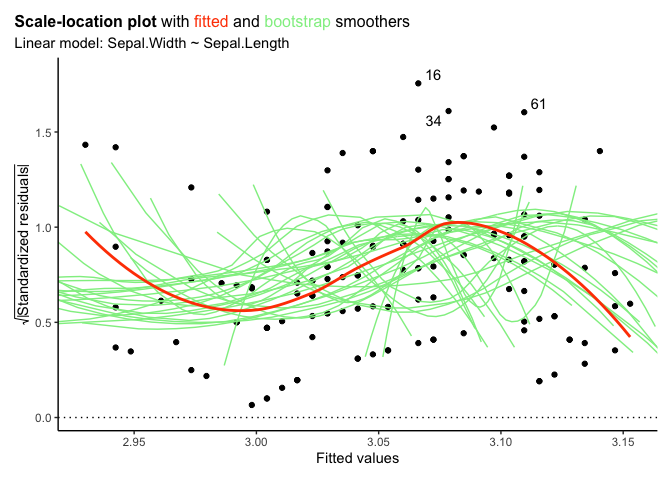 Scale-location plot with fitted and bootstrap smoothers
Linear model: Sepal.Width ~ Sepal.Length
16
61
34
1.5
1.0
0.5
0.0
√|Standardized residuals|
2.95 3.00 3.05 3.10 3.15
Fitted values